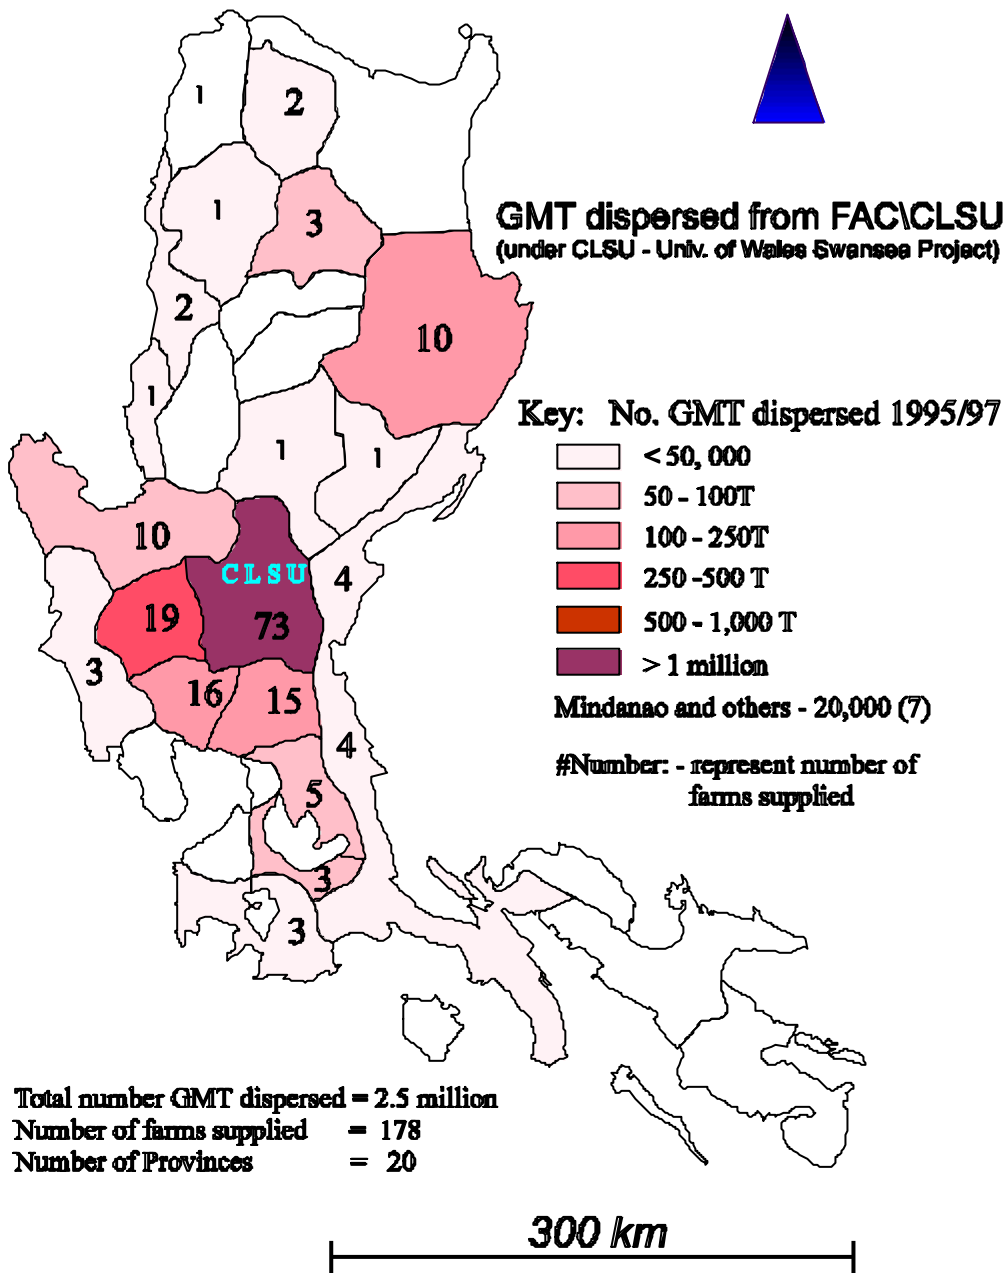 1
2
1
3
GMT dispersed from FAC\CLSU
(under CLSU - Univ. of Wales Swansea Project)
2
10
1
Key: No. GMT dispersed 1995/97
1
1
< 50, 000
50 - 100T
10
100 - 250T
CLSU
4
250 -500 T
19
73
500 - 1,000 T
3
> 1 million
16
15
Mindanao and others - 20,000 (7)
4
#Number: - represent number of
farms supplied
5
3
3
Total number GMT dispersed = 2.5 million
Number of farms supplied = 178
Number of Provinces = 20
300 km